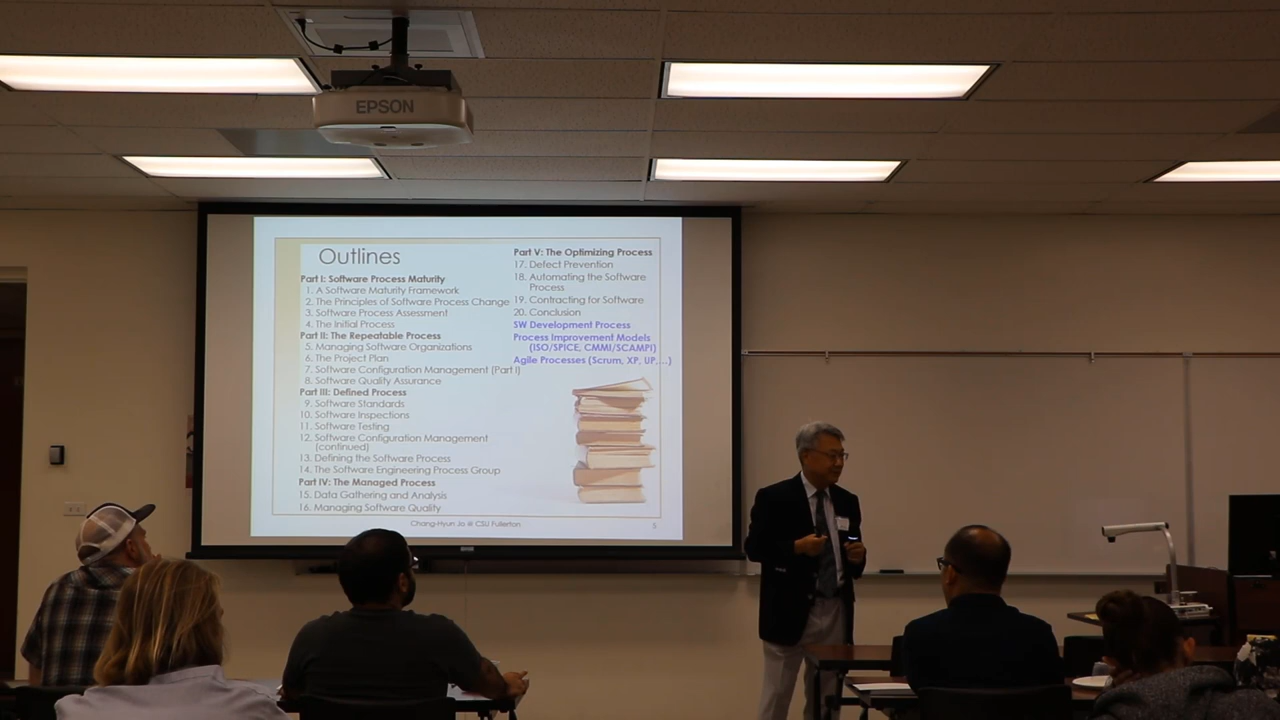 EPSON
Outlines
Part I: Software Process Maturity
1. A Software Maturity Framework
2. The Principles of Software Process Change
3. Software Process Assessment
4. The Initial Process
Part II: The Repeatable Process
5. Managing Software Organizations
6. The Project Plan
7. Software Configuration Management (Part I)
8. Software Quality Assurance
Part III: Defined Process
9. Software Standards
10. Software Inspections
11. Software Testing
12. Software Configuration Management
(continued)
13. Defining the Software Process
14. The Software Engineering Process Group
Part IV: The Managed Process
15. Data Gathering and Analysis
16. Managing Software Quality
Part V: The Optimizing Process
17. Defect Prevention
18. Automating the Software
Process
19. Contracting for Software
20. Conclusion
SW Development Process
Process Improvement Models
(ISO/SPICE, CMMI/SCAMPI)
Agile Processes (Scrum, XP, UP,...)
Chang-Hyun Jo @ CSU Fullerton
5